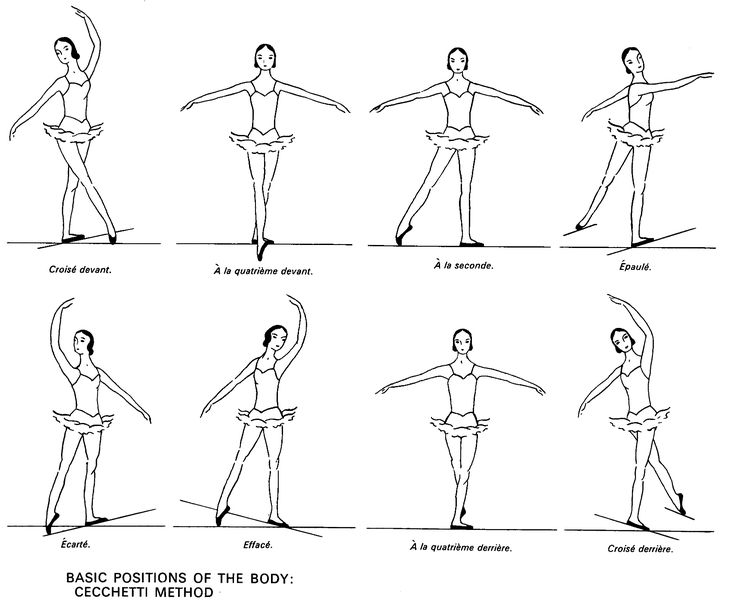 Croisé devant.
À la quatrième devant.
À la seconde.
Épaulé.
Écarté.
Effacé.
À la quatrième derrière.
Croisé derrière.
BASIC POSITIONS OF THE BODY:
CECCHETTI METHOD